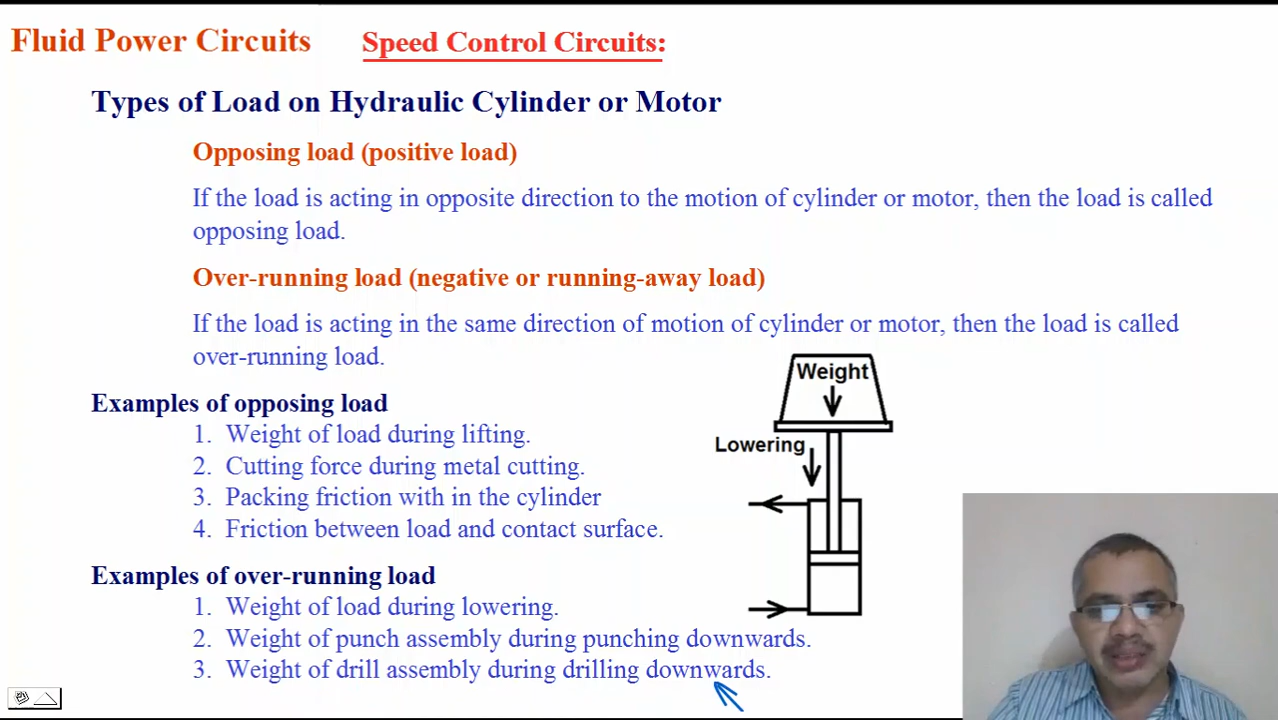 Fluid Power Circuits Speed Control Circuits:
Types of Load on Hydraulic Cylinder or Motor
Opposing load (positive load)
If the load is acting in opposite direction to the motion of cylinder or motor, then the load is called
opposing load.
Over-running load (negative or running-away load)
If the load is acting in the same direction of motion of cylinder or motor, then the load is called
over-running load.
Examples of opposing load
1. Weight of load during lifting.
2. Cutting force during metal cutting.
3. Packing friction with in the cylinder
4. Friction between load and contact surface.
Weight
Lowering
Examples of over-running load
1. Weight of load during lowering.
2. Weight of punch assembly during punching downwards.
3. Weight of drill assembly during drilling downwards.